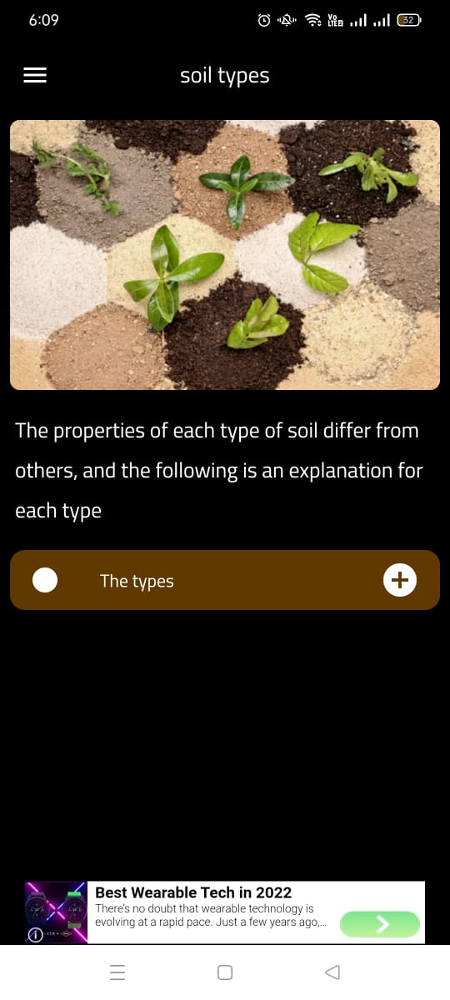 6:09
Vo
LTE2
32
soil types
The properties of each type of soil differ from
others, and the following is an explanation for
each type
The types
Best Wearable Tech in 2022
There's no doubt that wearable technology is
evolving at a rapid pace. Just a few years ago,...